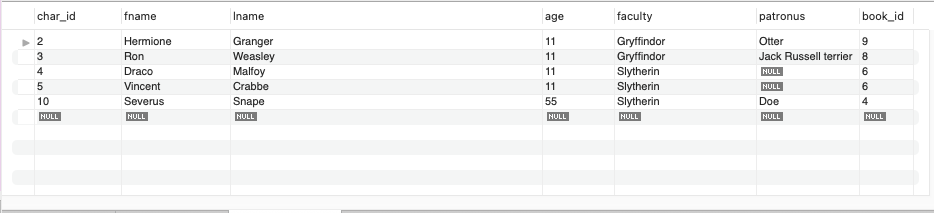 char_id fname lname age faculty patronus book_id
2 Hermione Granger 11 Gryffindor Otter 9
3 Ron Weasley 11 Gryffindor Jack Russell terrier 8
4 Draco Malfoy 11 Slytherin NULL 6
5 Vincent Crabbe 11 Slytherin NULL 6
10 Severus Snape 55 Slytherin Doe 4
NULL NULL NULL NULL NULL NULL NULL